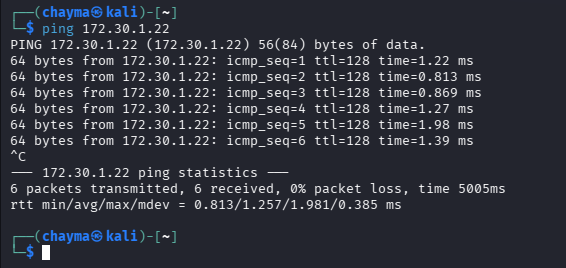 ┌──(chayma㉿kali)-[~]
└─$ ping 172.30.1.22
PING 172.30.1.22 (172.30.1.22) 56(84) bytes of data.
64 bytes from 172.30.1.22: icmp_seq=1 ttl=128 time=1.22 ms
64 bytes from 172.30.1.22: icmp_seq=2 ttl=128 time=0.813 ms
64 bytes from 172.30.1.22: icmp_seq=3 ttl=128 time=0.869 ms
64 bytes from 172.30.1.22: icmp_seq=4 ttl=128 time=1.27 ms
64 bytes from 172.30.1.22: icmp_seq=5 ttl=128 time=1.98 ms
64 bytes from 172.30.1.22: icmp_seq=6 ttl=128 time=1.39 ms
^C
--- 172.30.1.22 ping statistics ---
6 packets transmitted, 6 received, 0% packet loss, time 5005ms
rtt min/avg/max/mdev = 0.813/1.257/1.981/0.385 ms
┌──(chayma㉿kali)-[~]
└─$